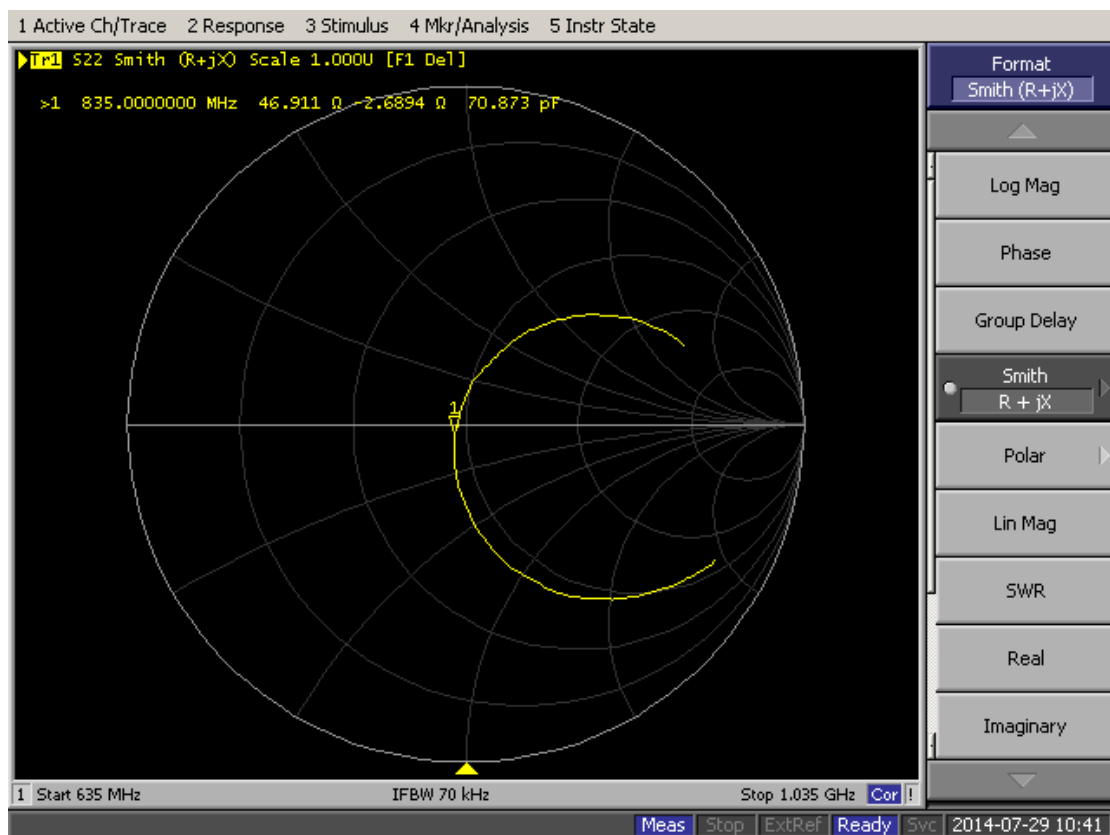 1 Active Ch/Trace 2 Response 3 Stimulus 4 Mkr/Analysis 5 Instr State
Tr1 S22 Smith (R+jX) Scale 1.000U [F1 Del]
>1 835.0000000 MHz 46.911 Ω -2.6894 Ω 70.873 pF
1
Format
Smith (R+jX)
Log Mag
Phase
Group Delay
Smith
R + jX
Polar
Lin Mag
SWR
Real
Imaginary
1 Start 635 MHz IFBW 70 kHz Stop 1.035 GHz Cor !
Meas Stop ExtRef Ready Svc 2014-07-29 10:41